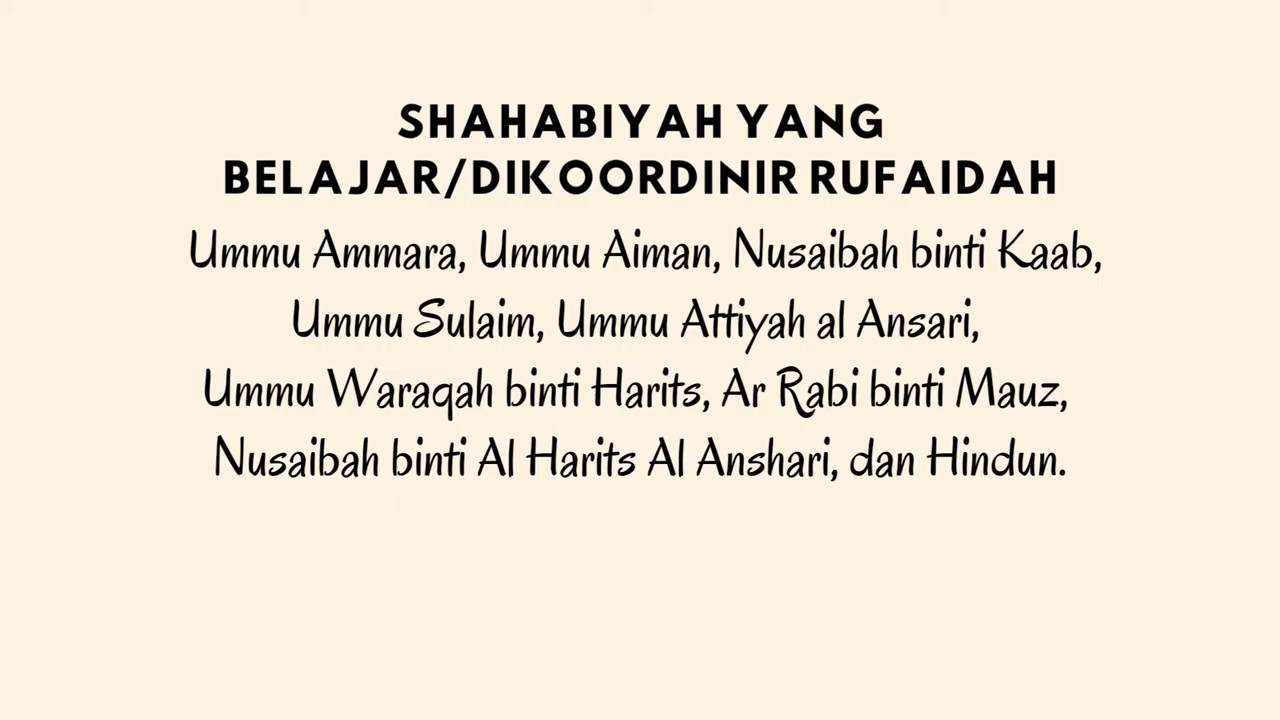 SHAHABIYAH YANG
BELAJAR/DIKOORDINIR RUFAIDAH
Ummu Ammara, Ummu Aiman, Nusaibah binti Kaab,
Ummu Sulaim, Ummu Attiyah al Ansari,
Ummu Waraqah binti Harits, Ar Rabi binti Mauz,
Nusaibah binti Al Harits Al Anshari, dan Hindun.